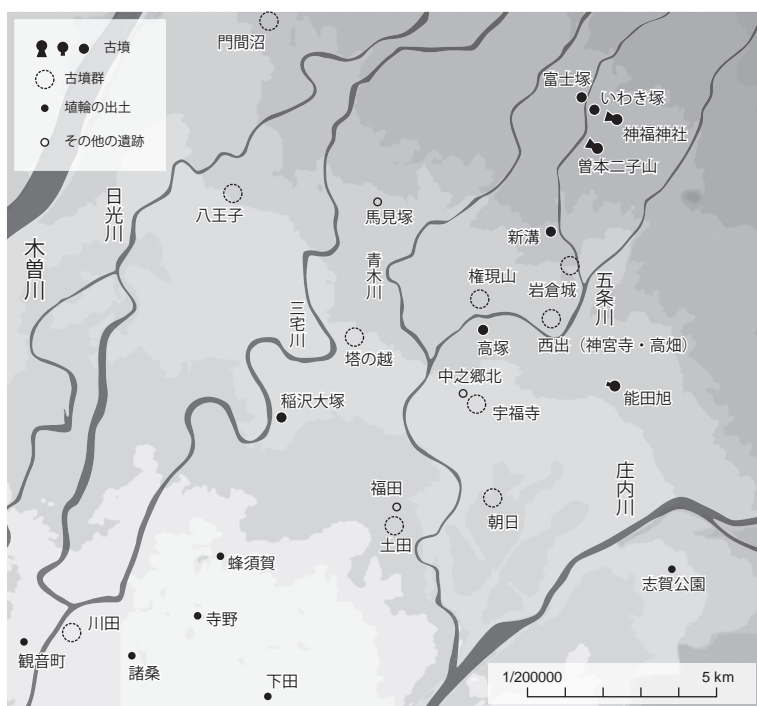 古墳
古墳群
埴輪の出土
その他の遺跡
門間沼
富士塚
いわき塚
神福神社
曽本二子山
日光川
八王子
馬見塚
木曽川
新溝
青木川
権現山
岩倉城
五条川
三宅川
塔の越
高塚
西出（神宮寺・高畑）
中之郷北
能田旭
稲沢大塚
宇福寺
庄内川
福田
朝日
土田
蜂須賀
志賀公園
寺野
川田
観音町
諸桑
下田
1/200000 5 km